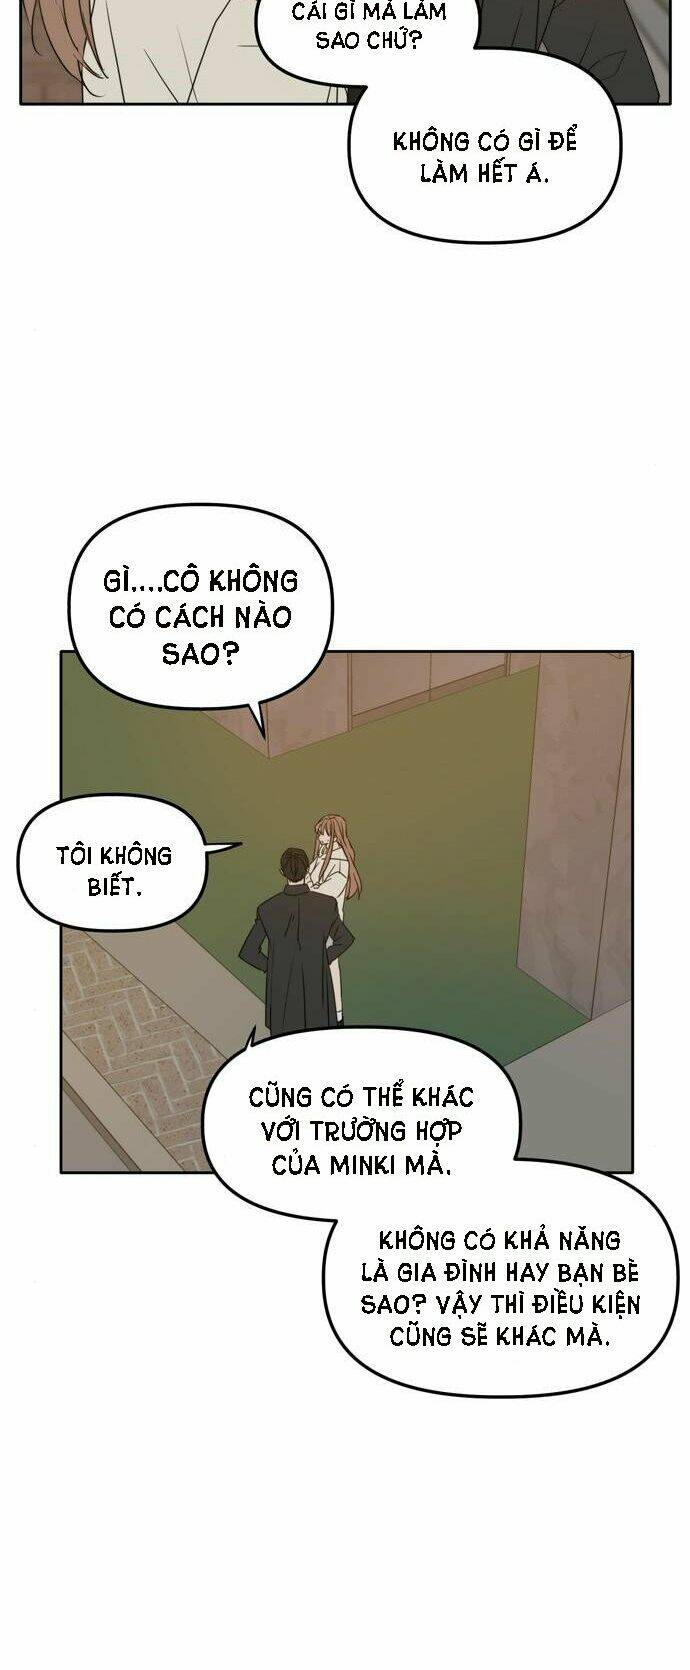 CÁI GÌ MÀ LÀM
SAO CHỨ?
KHÔNG CÓ GÌ ĐỂ
LÀM HẾT Á.
GÌ....CÔ KHÔNG
CÓ CÁCH NÀO
SAO?
TÔI KHÔNG
BIẾT.
CŨNG CÓ THỂ KHÁC
VỚI TRƯỜNG HỢP
CỦA MINKI MÀ.
KHÔNG CÓ KHẢ NĂNG
LÀ GIA ĐÌNH HAY BẠN BÈ
SAO? VẬY THÌ ĐIỀU KIỆN
CŨNG SẼ KHÁC MÀ.